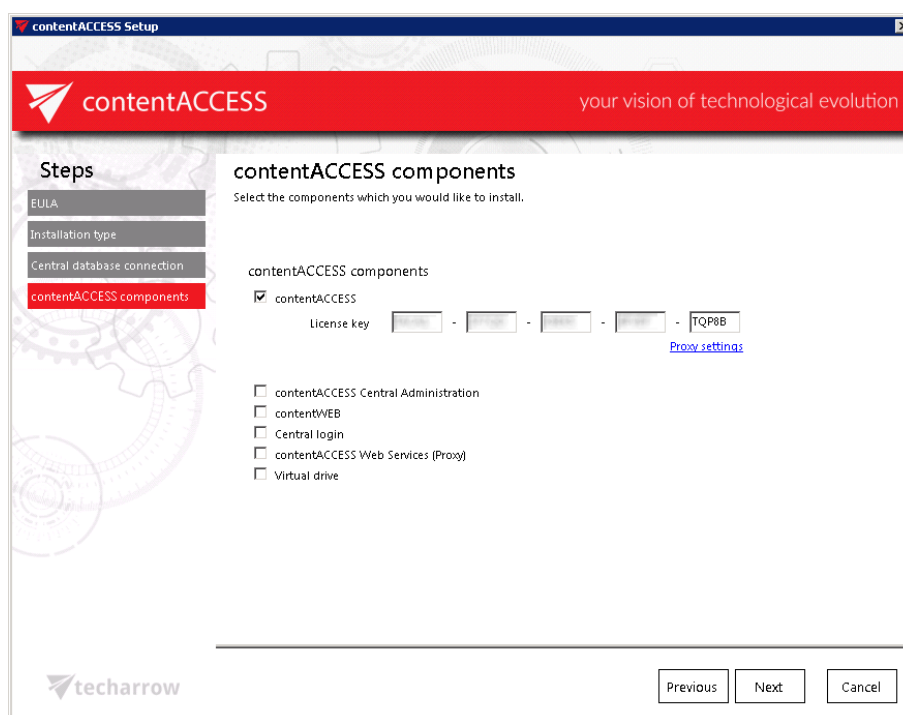 contentACCESS Setup
contentACCESS
your vision of technological evolution
Steps
EULA
Installation type
Central database connection
contentACCESS components
contentACCESS components
Select the components which you would like to install.
contentACCESS components
contentACCESS
License key - - - - TQP8B
Proxy settings
contentACCESS Central Administration
contentWEB
Central login
contentACCESS Web Services (Proxy)
Virtual drive
techarrow
Previous Next Cancel